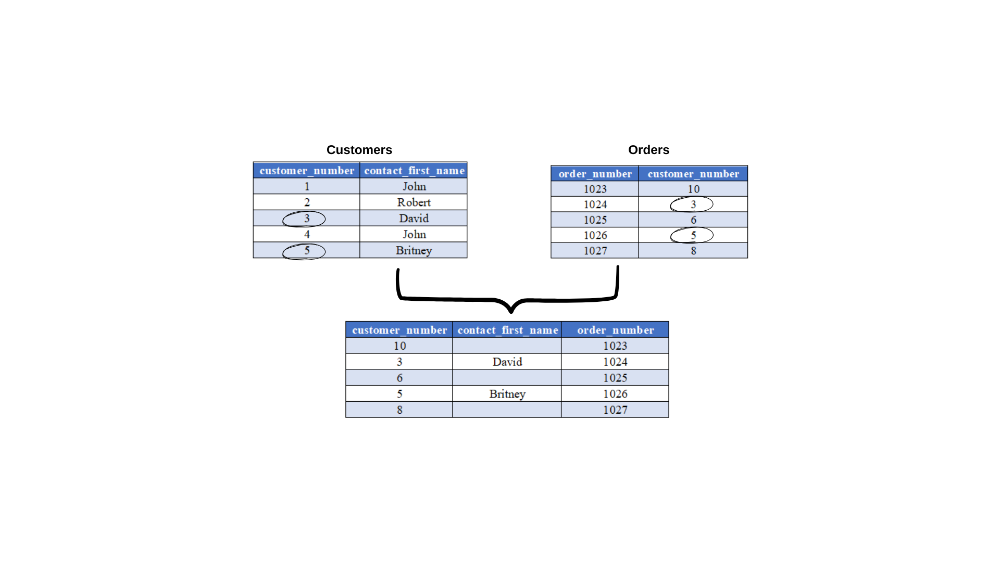 Customers
customer_number contact_first_name
1 John
2 Robert
3 David
4 John
5 Britney
Orders
order_number customer_number
1023 10
1024 3
1025 6
1026 5
1027 8
customer_number contact_first_name order_number
10 1023
3 David 1024
6 1025
5 Britney 1026
8 1027